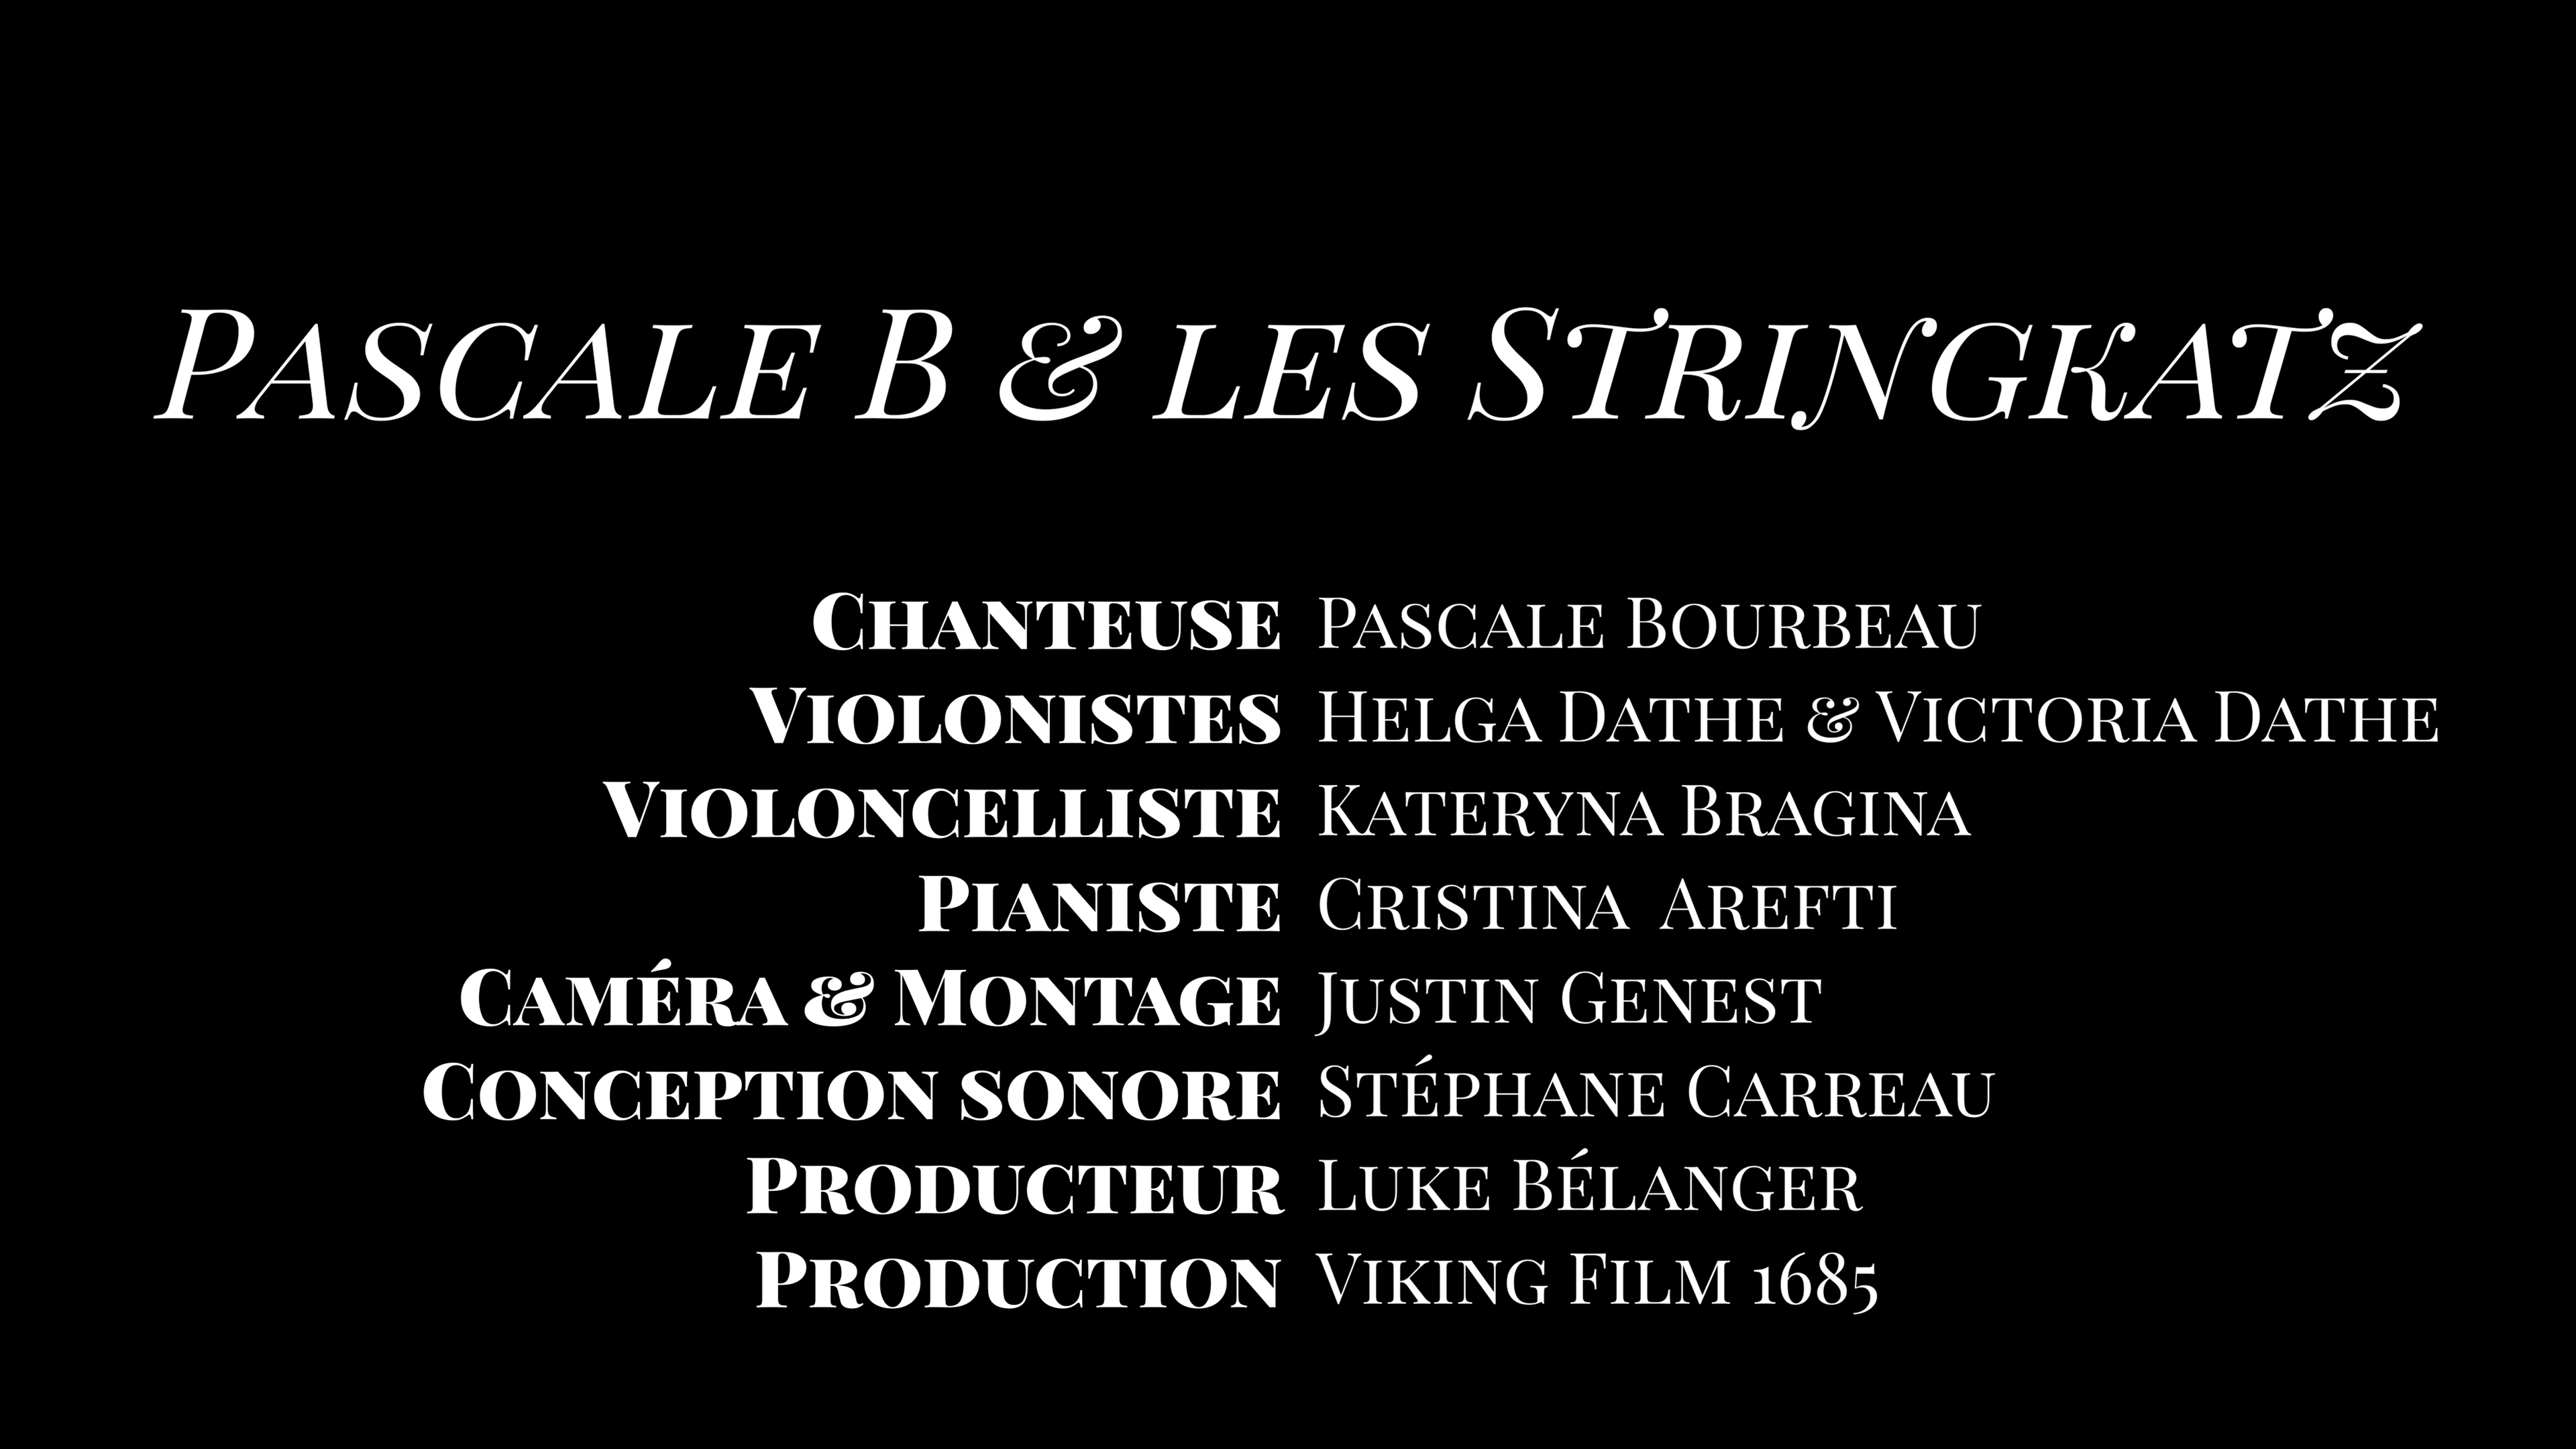 Pascale B & les Stringkatz
Chanteuse Pascale Bourbeau
Violonistes Helga Dathe & Victoria Dathe
Violoncelliste Kateryna Bragina
Pianiste Cristina Arefti
Caméra & Montage Justin Genest
Conception sonore Stéphane Carreau
Producteur Luke Bélanger
Production Viking Film 1685